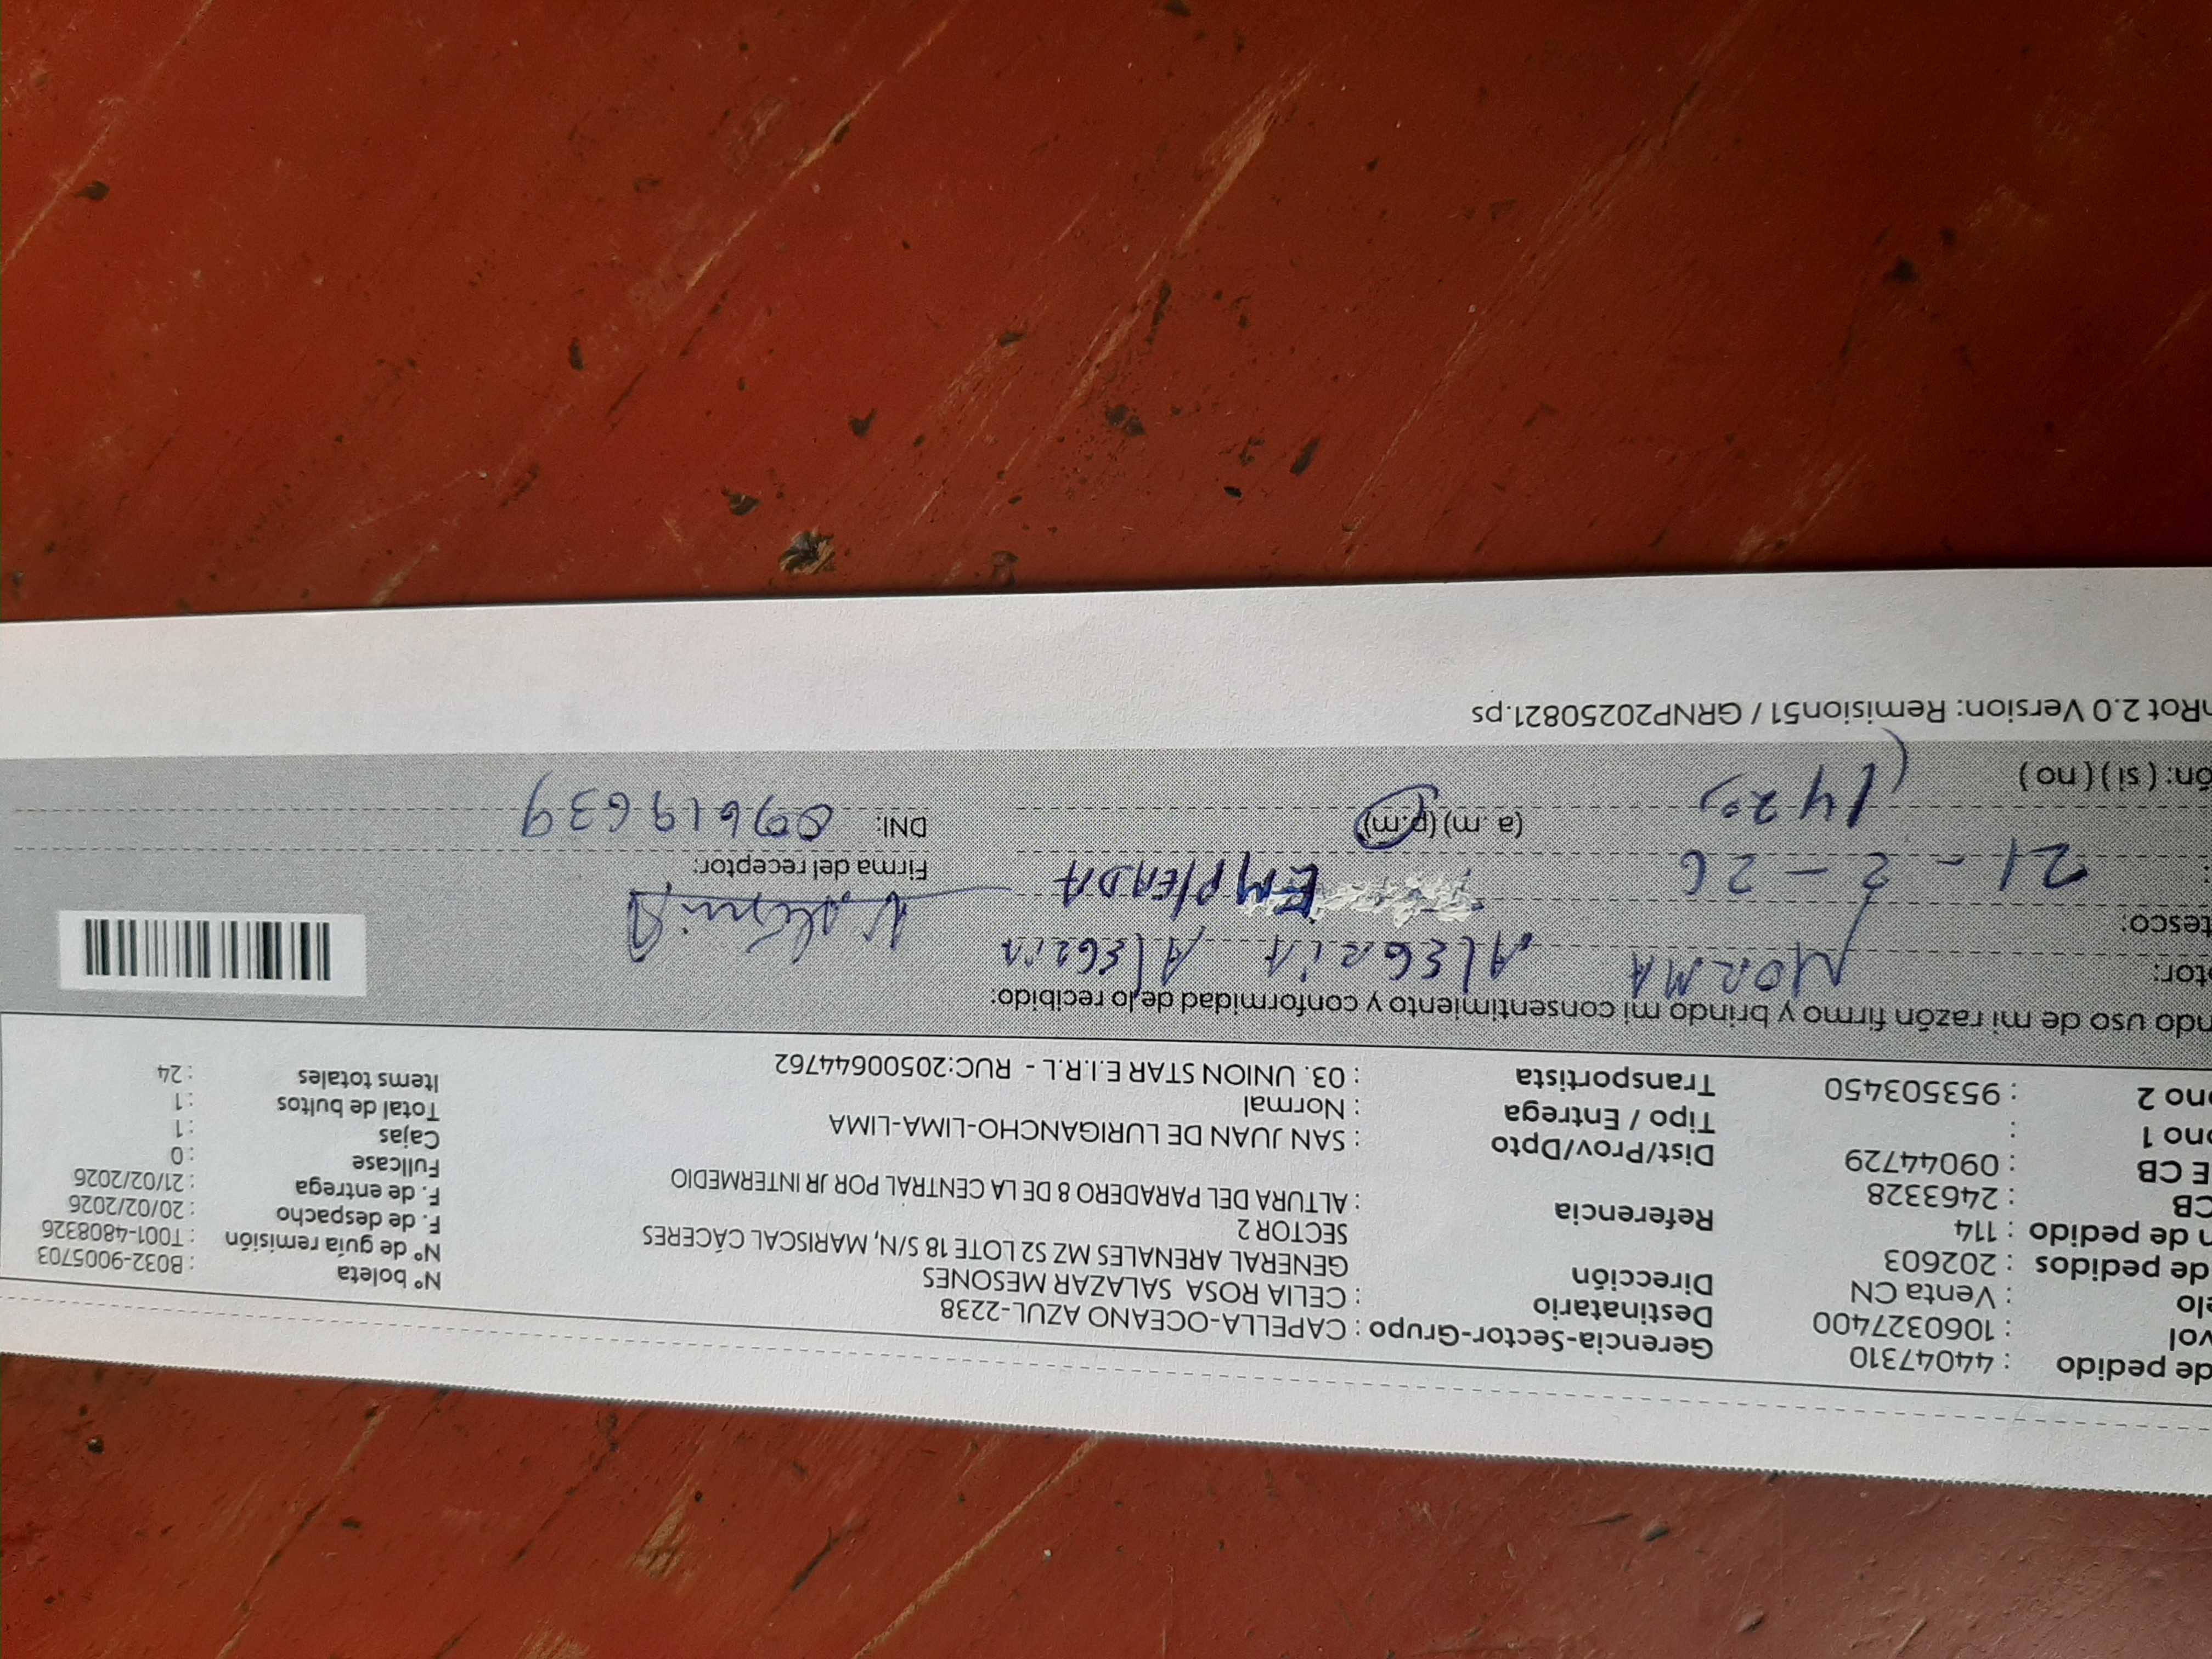 de pedido : 44047310 Gerencia-Sector-Grupo : CAPELLA-OCEANO AZUL-2238 Nº boleta : B032-9005703
vol : 1060327400 Destinatario : CELIA ROSA SALAZAR MESONES Nº de guía remisión : T001-4808326
elo : Venta CN Dirección GENERAL ARENALES MZ S2 LOTE 18 S/N, MARISCAL CÁCERES F. de despacho : 20/02/2026
de pedidos : 202603 SECTOR 2 F. de entrega : 21/02/2026
n de pedido : 114 Referencia : ALTURA DEL PARADERO 8 DE LA CENTRAL POR JR INTERMEDIO Fullcase : 0
CB : 2463328 Dist/Prov/Dpto : SAN JUAN DE LURIGANCHO-LIMA-LIMA Cajas : 1
E CB : 09044729 Tipo / Entrega : Normal Total de bultos : 1
ono 1 : Transportista : 03. UNION STAR E.I.R.L - RUC:20500644762 Items totales : 24
ono 2 : 953503450
ndo uso de mi razón firmo y brindo mi consentimiento y conformidad de lo recibido:
tor: NORMA AlEGRiA AlEGRiA
tesco: EMPlEADA
: 21-2-26 Firma del receptor:
1420 (a.m) (p.m) DNI: 09619639
ón: ( si ) ( no )
Rot 2.0 Version: Remision51 / GRNP20250821.ps